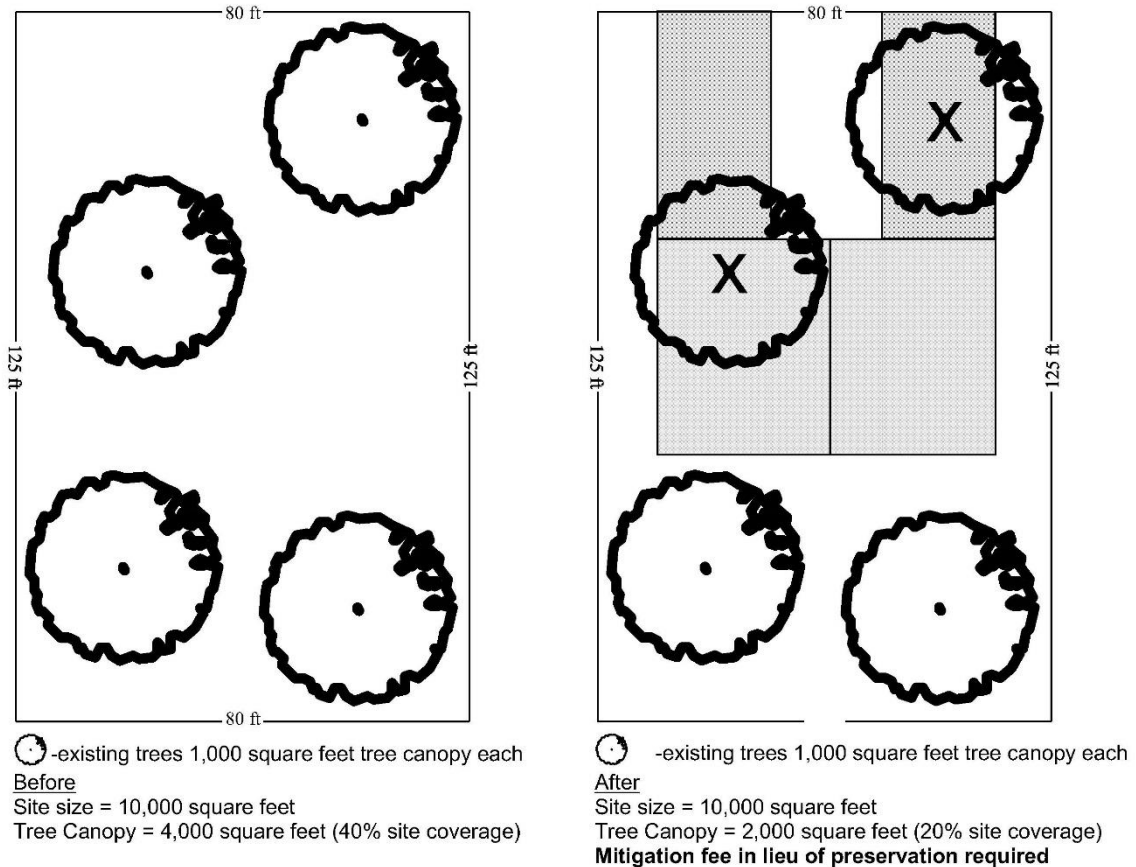 80 ft
80 ft
X
X
125 ft
125 ft
125 ft
125 ft
80 ft
-existing trees 1,000 square feet tree canopy each
Before
Site size = 10,000 square feet
Tree Canopy = 4,000 square feet (40% site coverage)
-existing trees 1,000 square feet tree canopy each
After
Site size = 10,000 square feet
Tree Canopy = 2,000 square feet (20% site coverage)
Mitigation fee in lieu of preservation required